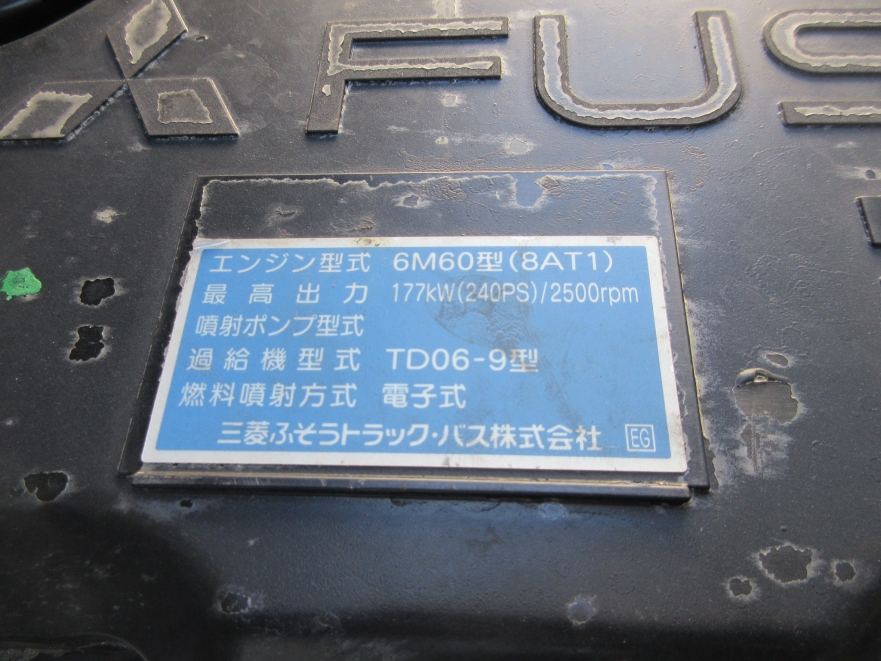 FUS
エンジン型式 6M60型(8AT1)
最高出力 177kW(240PS)/2500rpm
噴射ポンプ型式
過給機型式 TD06-9型
燃料噴射方式 電子式
三菱ふそうトラック・バス株式会社 EG